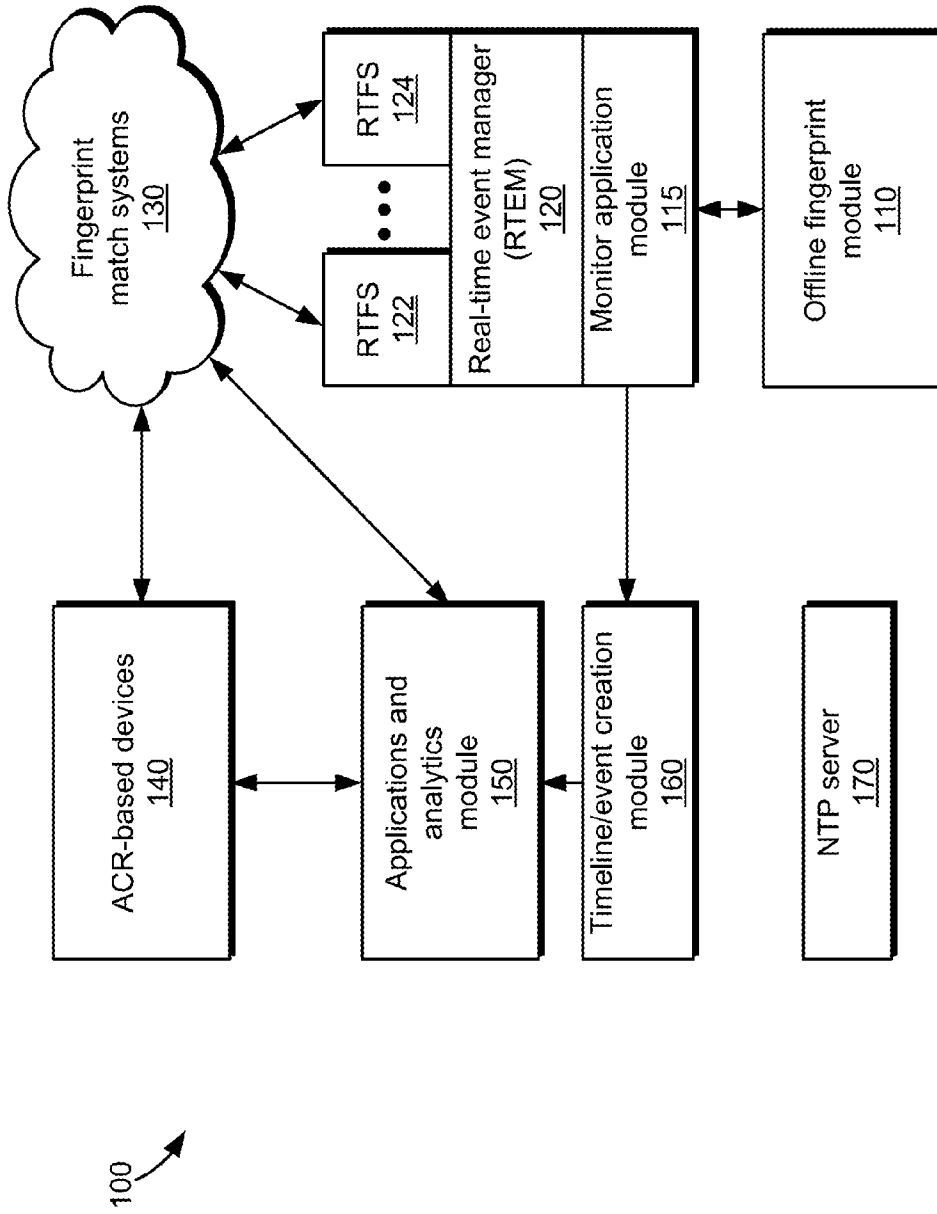 100
ACR-based devices
140
Fingerprint
match systems
130
Applications and
analytics
module
150
RTFS
122
RTFS
124
Real-time event manager
(RTEM)
120
Monitor application
module
115
Timeline/event creation
module
160
NTP server
170
Offline fingerprint
module
110